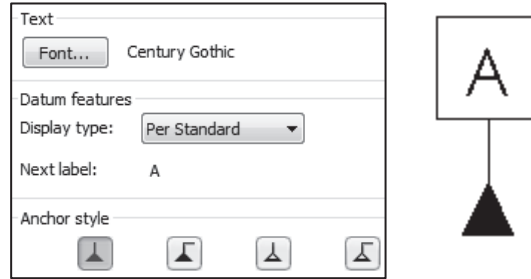 Text
Font... Century Gothic
Datum features
Display type: Per Standard
Next label: A
Anchor style
A